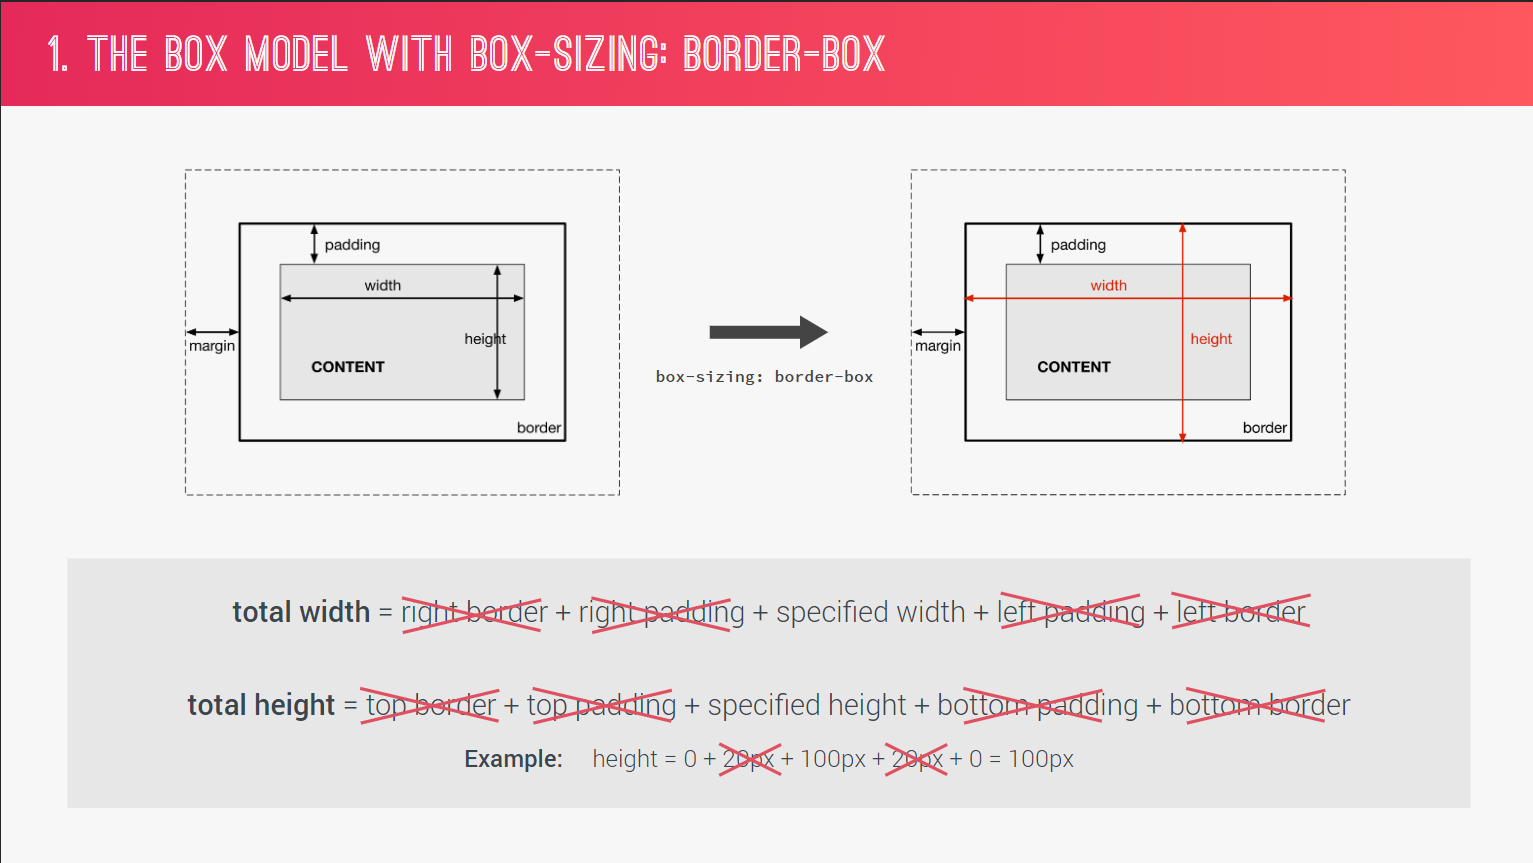 1. THE BOX MODEL WITH BOX-SIZING: BORDER-BOX
padding
width
height
margin
CONTENT
border
box-sizing: border-box
padding
width
height
margin
CONTENT
border
total width = right border + right padding + specified width + left padding + left border
total height = top border + top padding + specified height + bottom padding + bottom border
Example: height = 0 + 20px + 100px + 20px + 0 = 100px